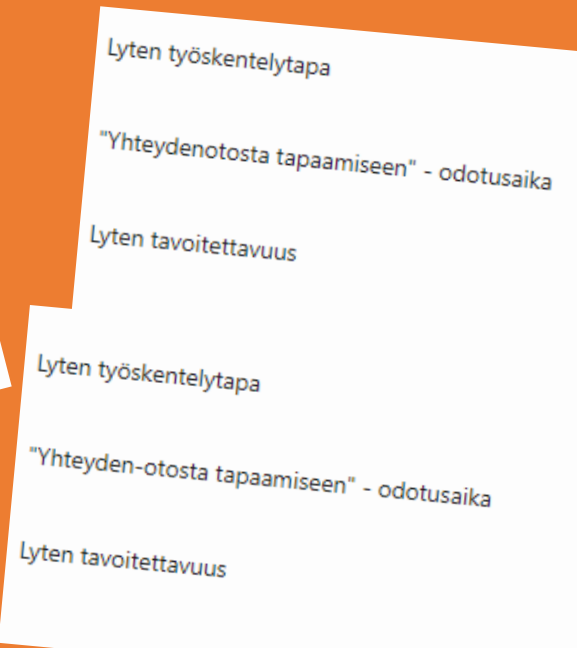 Lyten työskentelytapa
"Yhteydenotosta tapaamiseen" - odotusaika
Lyten tavoitettavuus
Lyten työskentelytapa
"Yhteyden-otosta tapaamiseen" - odotusaika
Lyten tavoitettavuus